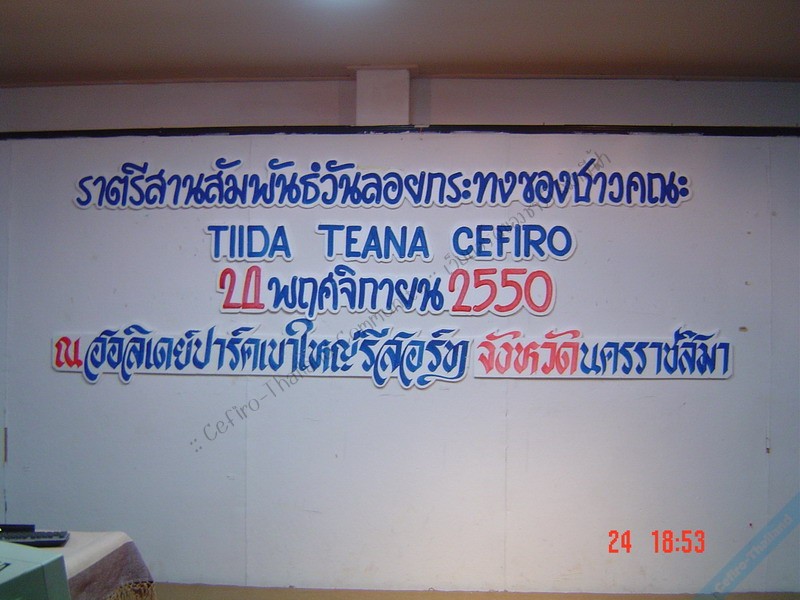 ราตรีสานสัมพันธ์วันลอยกระทงของชาวคณะ
TIIDA TEANA CEFIRO
24 พฤศจิกายน 2550
ณ ฮอลิเดย์ปาร์คเขาใหญ่รีสอร์ท จังหวัดนครราชสีมา
24 18:53
Cefiro-Thailand